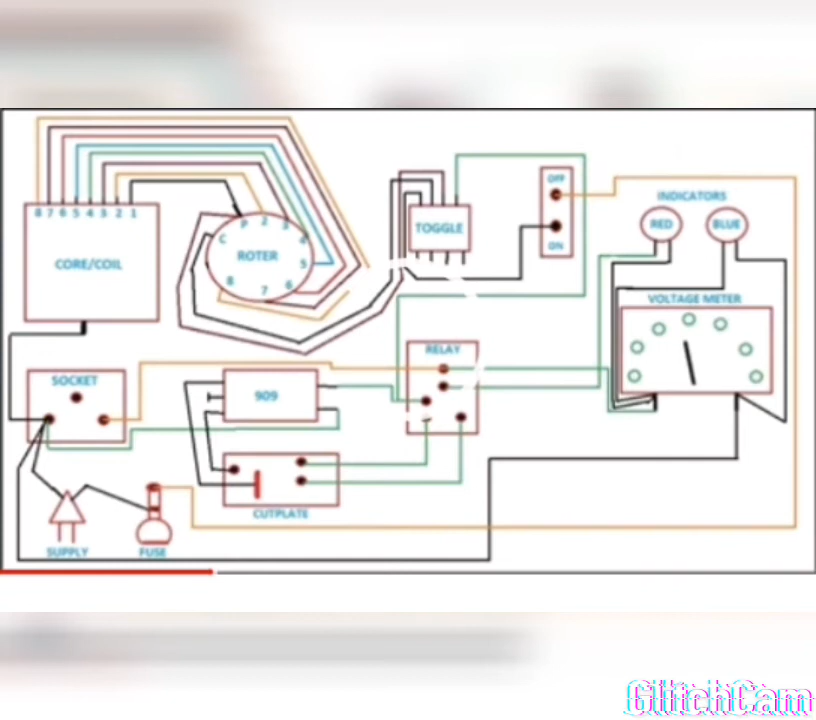 8 7 6 5 4 3 2 1
CORE/COIL
P 2 3 4 5 6 7 8 C
ROTER
TOGGLE
OFF
ON
INDICATORS
RED
BLUE
VOLTAGE METER
RELAY
SOCKET
909
CUTPLATE
SUPPLY
FUSE
GlitchCam